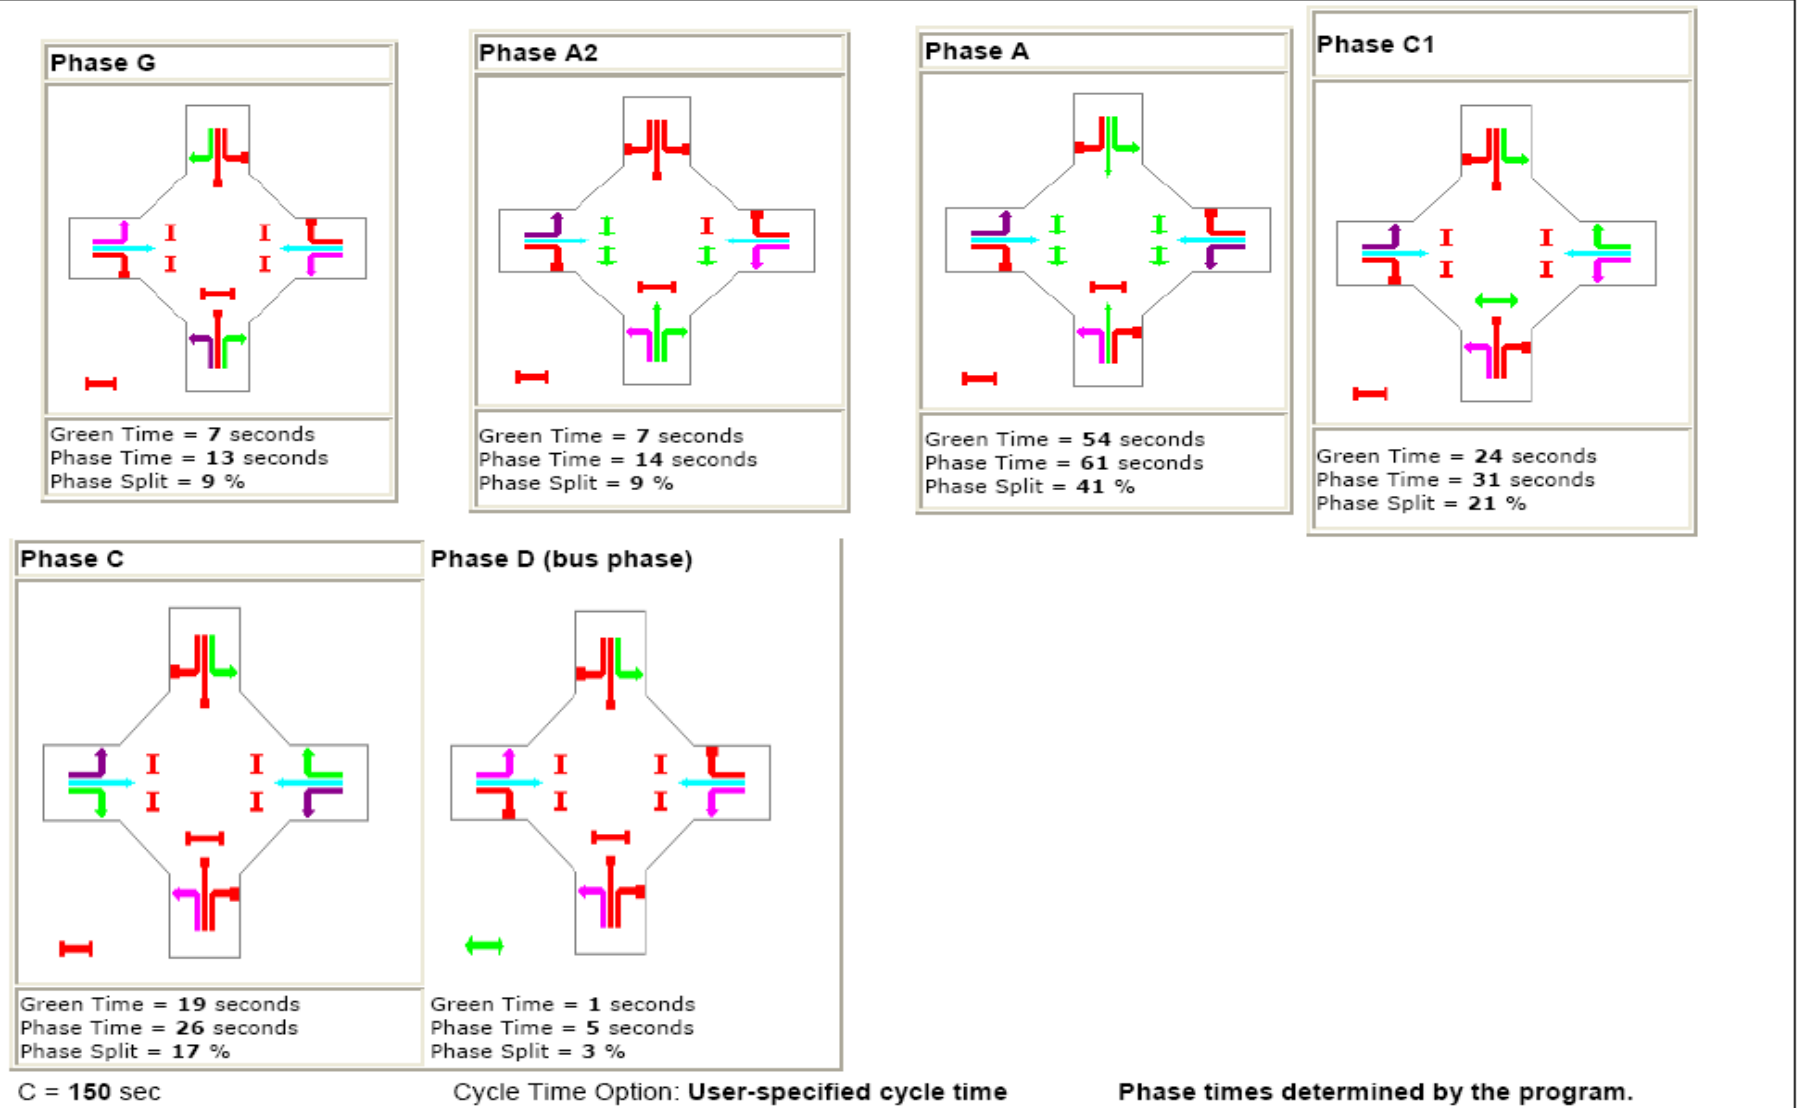 Phase G
Green Time = 7 seconds
Phase Time = 13 seconds
Phase Split = 9 %
Phase A2
Green Time = 7 seconds
Phase Time = 14 seconds
Phase Split = 9 %
Phase A
Green Time = 54 seconds
Phase Time = 61 seconds
Phase Split = 41 %
Phase C1
Green Time = 24 seconds
Phase Time = 31 seconds
Phase Split = 21 %
Phase C
Green Time = 19 seconds
Phase Time = 26 seconds
Phase Split = 17 %
Phase D (bus phase)
Green Time = 1 seconds
Phase Time = 5 seconds
Phase Split = 3 %
C = 150 sec
Cycle Time Option: User-specified cycle time
Phase times determined by the program.